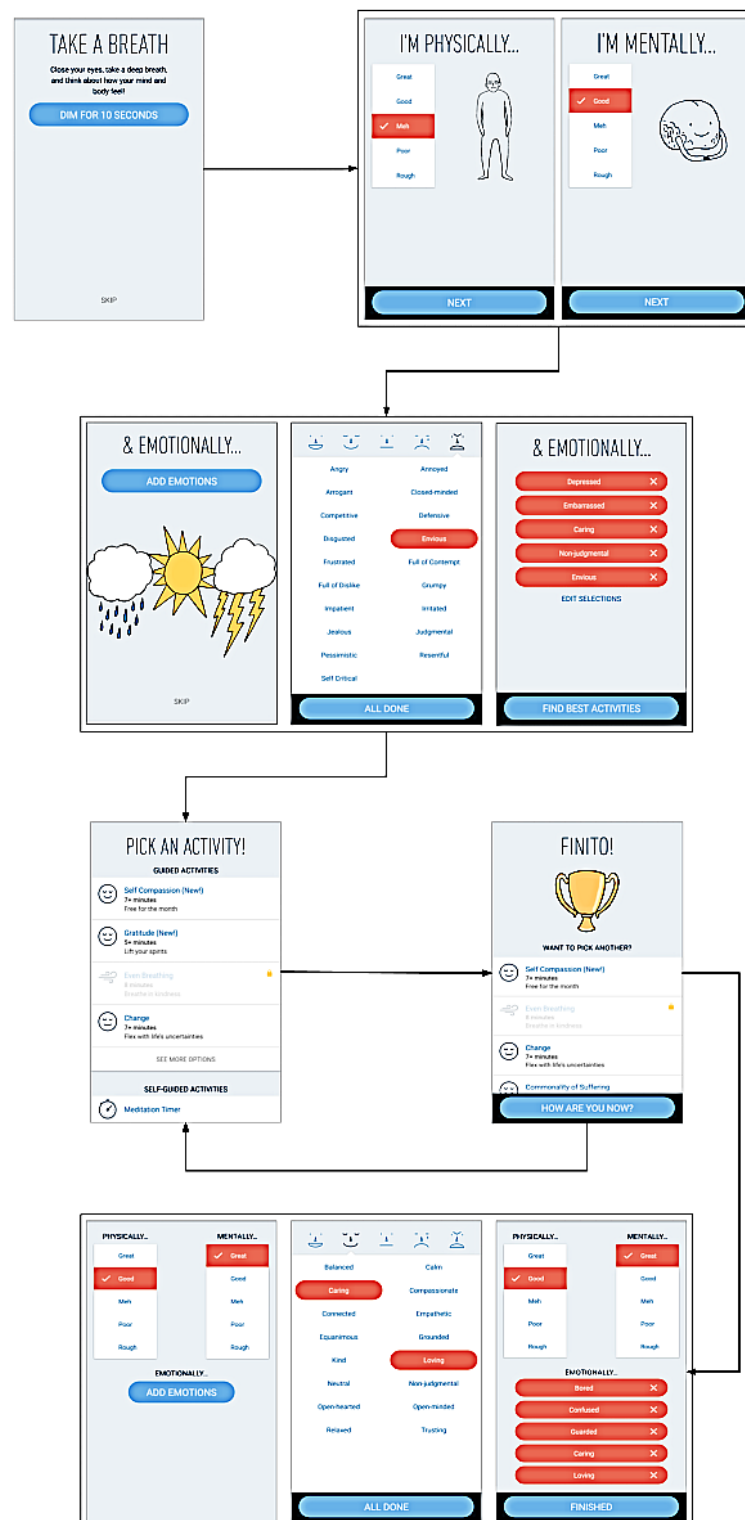 TAKE A BREATH
Close your eyes, take a deep breath,
and think about how your mind and
body feel!
DIM FOR 10 SECONDS
SKIP
I'M PHYSICALLY...
Great
Good
Meh
Poor
Rough
NEXT
I'M MENTALLY...
Great
Good
Meh
Poor
Rough
NEXT
& EMOTIONALLY...
ADD EMOTIONS
SKIP
Angry Annoyed
Arrogant Closed-minded
Competitive Defensive
Disgusted Envious
Frustrated Full of Contempt
Full of Dislike Grumpy
Impatient Irritated
Jealous Judgmental
Pessimistic Resentful
Self Critical
ALL DONE
& EMOTIONALLY...
Depressed
Embarrassed
Caring
Non-judgmental
Envious
EDIT SELECTIONS
FIND BEST ACTIVITIES
PICK AN ACTIVITY!
GUIDED ACTIVITIES
Self Compassion (New!)
7+ minutes
Free for the month
Gratitude (New!)
5+ minutes
Lift your spirits
Even Breathing
8 minutes
Breathe in kindness
Change
7+ minutes
Flex with life's uncertainties
SEE MORE OPTIONS
SELF-GUIDED ACTIVITIES
Meditation Timer
FINITO!
WANT TO PICK ANOTHER?
Self Compassion (New!)
7+ minutes
Free for the month
Even Breathing
8 minutes
Breathe in kindness
Change
7+ minutes
Flex with life's uncertainties
Commonality of Suffering
HOW ARE YOU NOW?
PHYSICALLY... MENTALLY...
Great Great
Good Good
Meh Meh
Poor Poor
Rough Rough
EMOTIONALLY...
ADD EMOTIONS
Balanced Calm
Caring Compassionate
Connected Empathetic
Equanimous Grounded
Kind Loving
Neutral Non-judgmental
Open-hearted Open-minded
Relaxed Trusting
ALL DONE
PHYSICALLY... MENTALLY...
Great Great
Good Good
Meh Meh
Poor Poor
Rough Rough
EMOTIONALLY...
Bored
Confused
Guarded
Caring
Loving
FINISHED